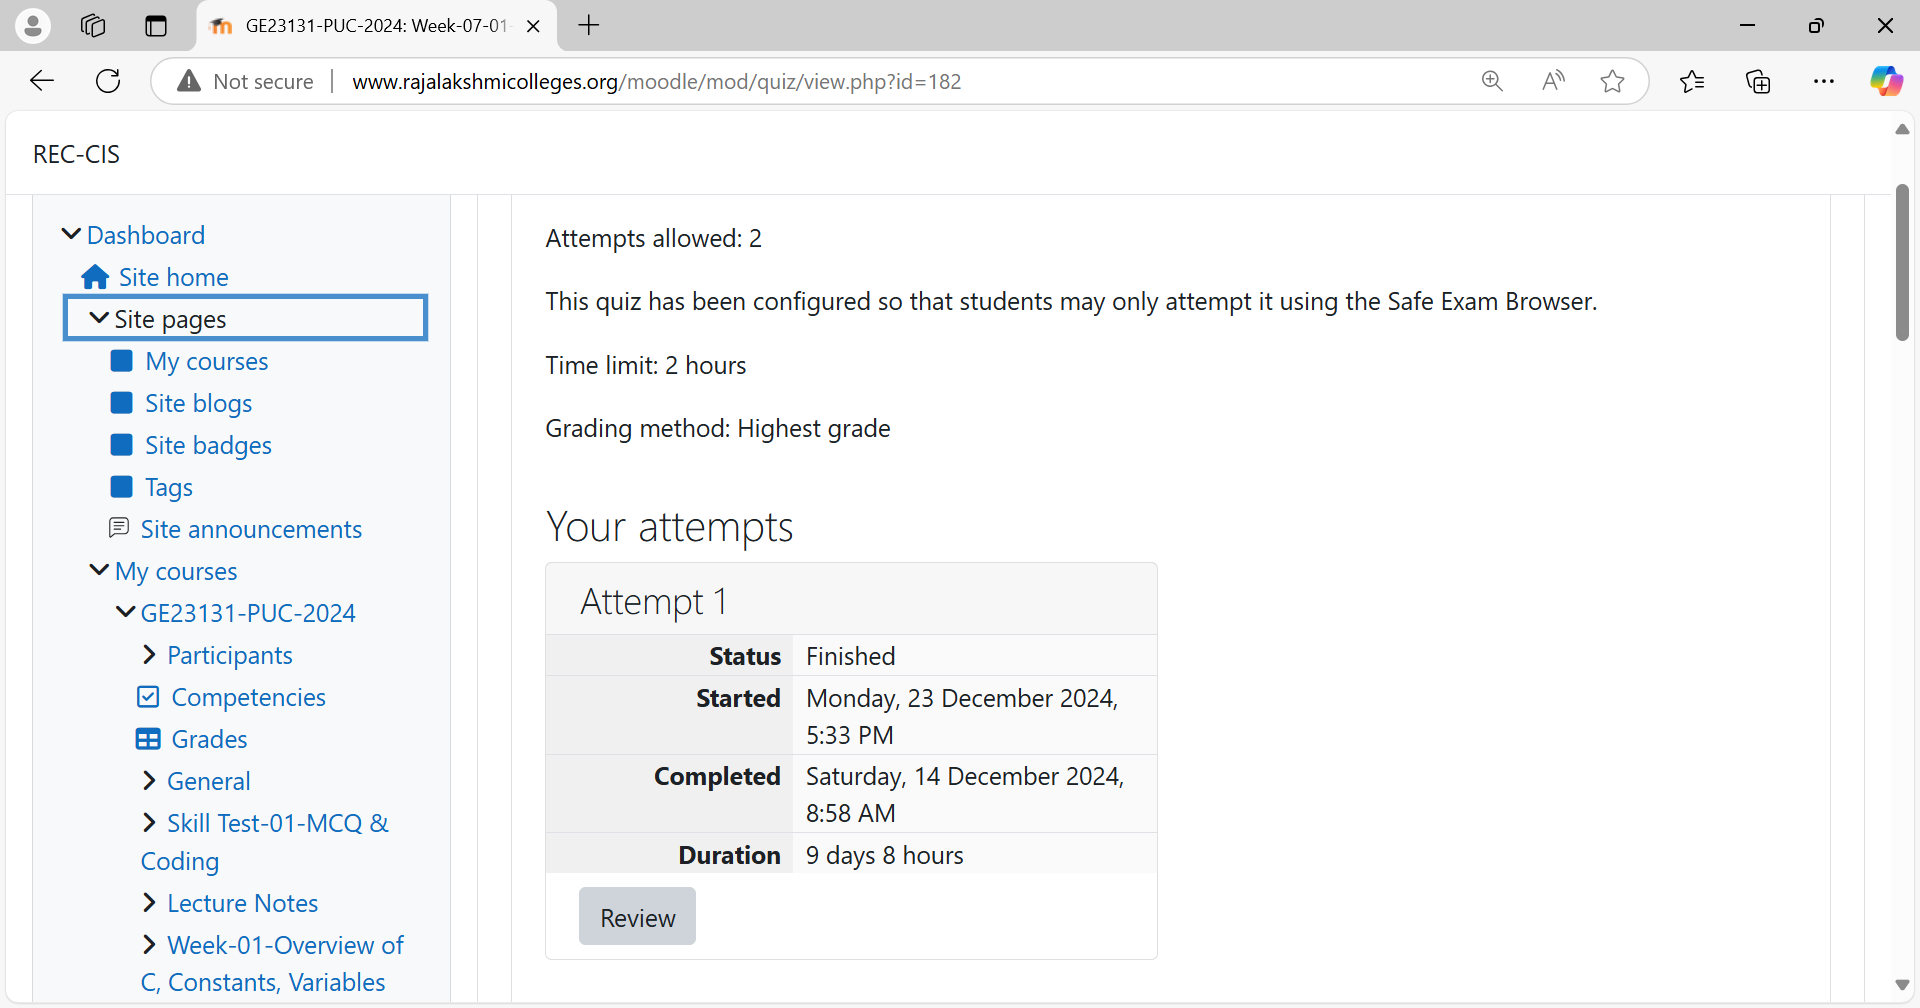 GE23131-PUC-2024: Week-07-01-
Not secure
www.rajalakshmicolleges.org/moodle/mod/quiz/view.php?id=182
REC-CIS
Dashboard
Site home
Site pages
My courses
Site blogs
Site badges
Tags
Site announcements
My courses
GE23131-PUC-2024
Participants
Competencies
Grades
General
Skill Test-01-MCQ &
Coding
Lecture Notes
Week-01-Overview of
C, Constants, Variables
Attempts allowed: 2
This quiz has been configured so that students may only attempt it using the Safe Exam Browser.
Time limit: 2 hours
Grading method: Highest grade
Your attempts
Attempt 1
Status Finished
Started Monday, 23 December 2024,
5:33 PM
Completed Saturday, 14 December 2024,
8:58 AM
Duration 9 days 8 hours
Review